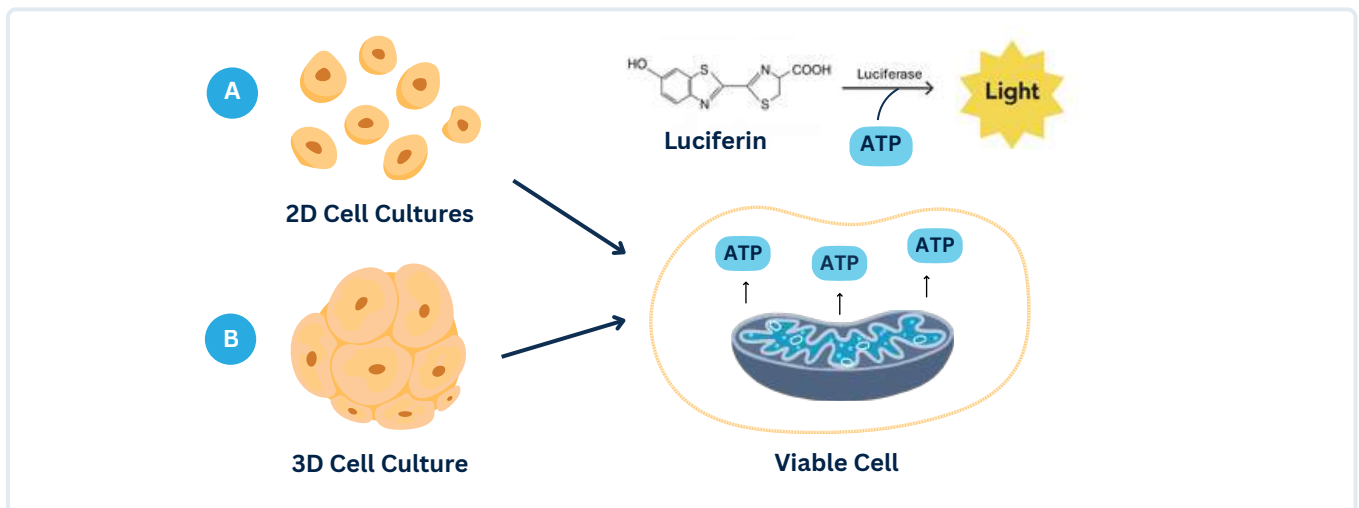 A
2D Cell Cultures
HO
S
N
N
S
COOH
Luciferin
Luciferase
ATP
Light
B
3D Cell Culture
ATP
ATP
ATP
Viable Cell